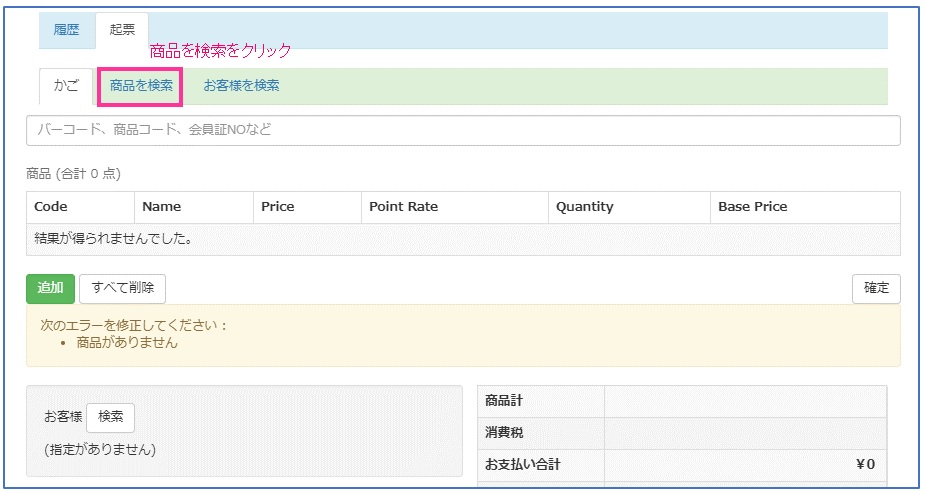 履歴 起票
商品を検索をクリック
かご 商品を検索 お客様を検索
バーコード、商品コード、会員証NOなど
商品 (合計 0 点)
Code Name Price Point Rate Quantity Base Price
結果が得られませんでした。
追加 すべて削除 確定
次のエラーを修正してください：
• 商品がありません
お客様 検索
(指定がありません)
商品計
消費税
お支払い合計 ¥0